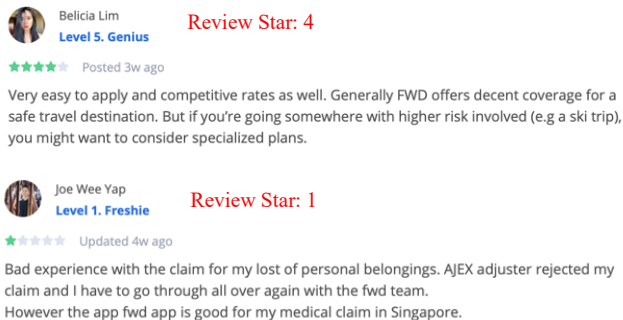 Belicia Lim
Review Star: 4
Level 5. Genius
Posted 3w ago
Very easy to apply and competitive rates as well. Generally FWD offers decent coverage for a
safe travel destination. But if you're going somewhere with higher risk involved (e.g a ski trip),
you might want to consider specialized plans.
Joe Wee Yap
Review Star: 1
Level 1. Freshie
Updated 4w ago
Bad experience with the claim for my lost of personal belongings. AJEX adjuster rejected my
claim and I have to go through all over again with the fwd team.
However the app fwd app is good for my medical claim in Singapore.